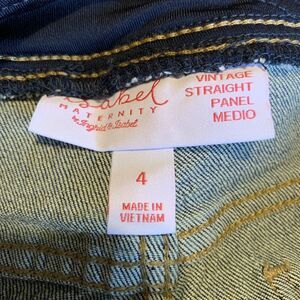 Isabel
MATERNITY
by Ingrid & Isabel
VINTAGE
STRAIGHT
PANEL
MEDIO
4
MADE IN
VIETNAM